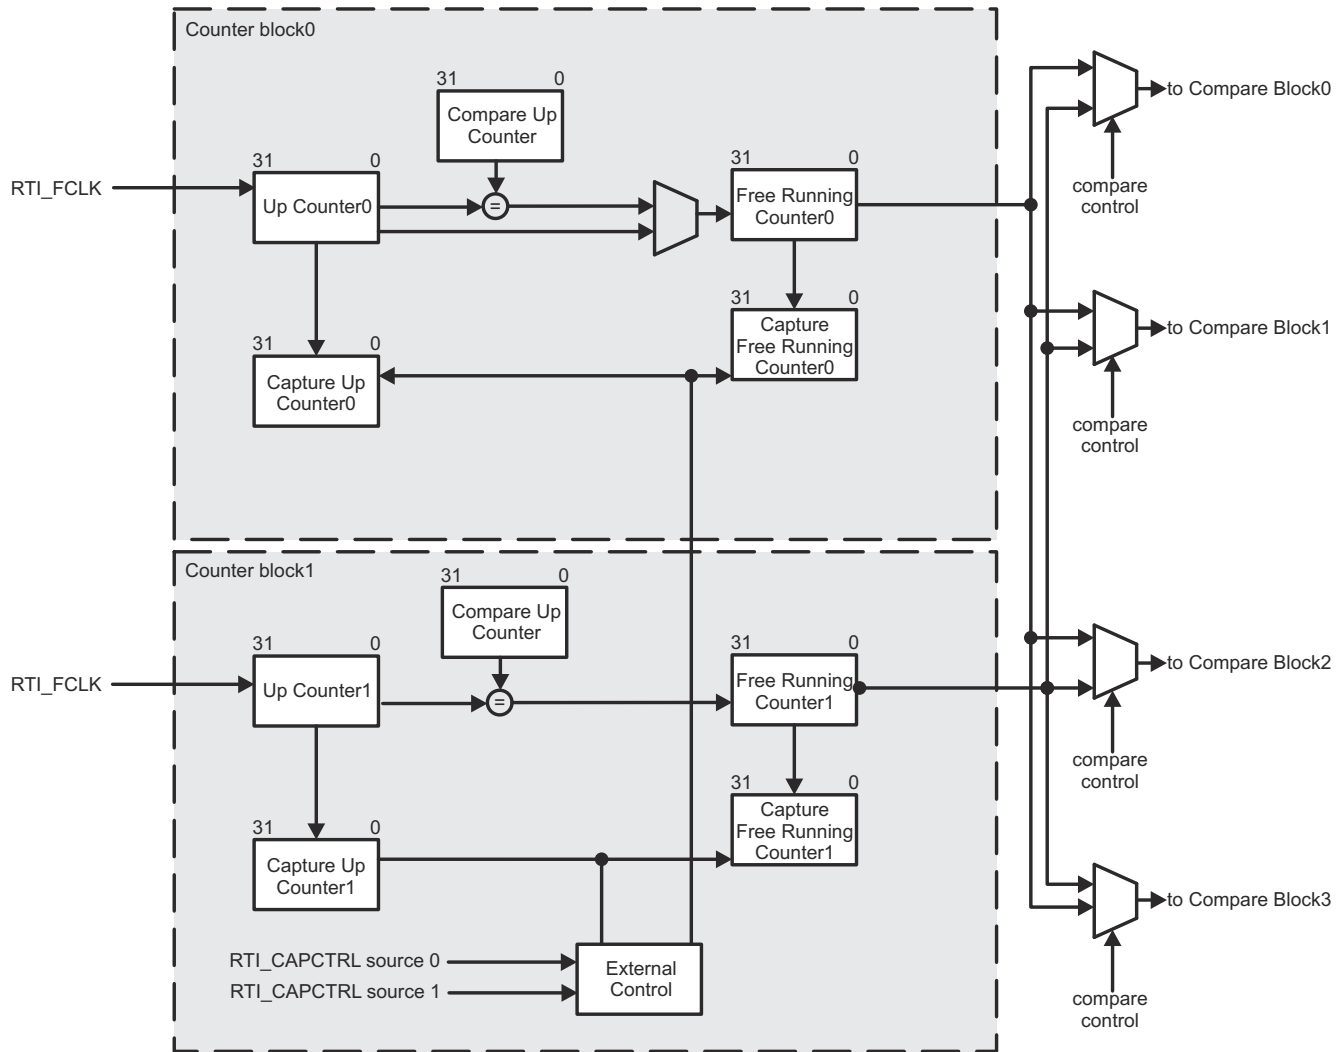 Counter block0
31 0
Compare Up
Counter
to Compare Block0
RTI_FCLK
31 0
Up Counter0
=
31 0
Free Running
Counter0
compare
control
31 0
Capture
Free Running
Counter0
to Compare Block1
31 0
Capture Up
Counter0
compare
control
Counter block1
31 0
Compare Up
Counter
RTI_FCLK
31 0
Up Counter1
=
31 0
Free Running
Counter1
to Compare Block2
compare
control
31 0
Capture
Free Running
Counter1
31 0
Capture Up
Counter1
to Compare Block3
RTI_CAPCTRL source 0
RTI_CAPCTRL source 1
External
Control
compare
control